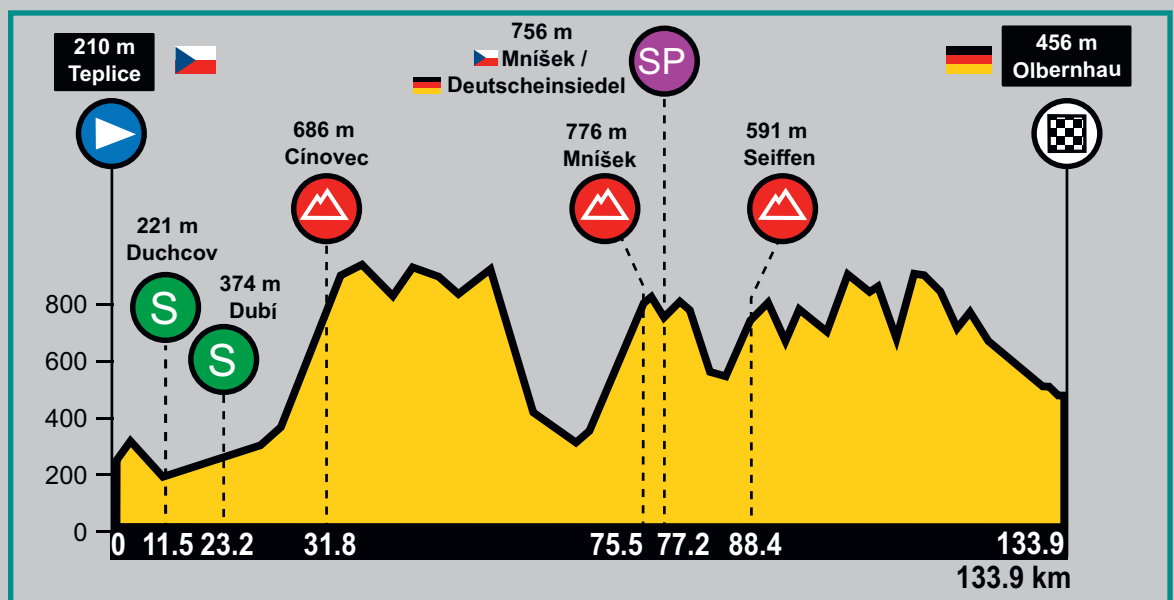 210 m
Teplice
756 m
Mníšek /
Deutscheinsiedel
SP
456 m
Olbernhau
686 m
Cínovec
776 m
Mníšek
591 m
Seiffen
221 m
Duchcov
S
374 m
Dubí
S
800
600
400
200
0
0 11.5 23.2 31.8 75.5 77.2 88.4 133.9
133.9 km